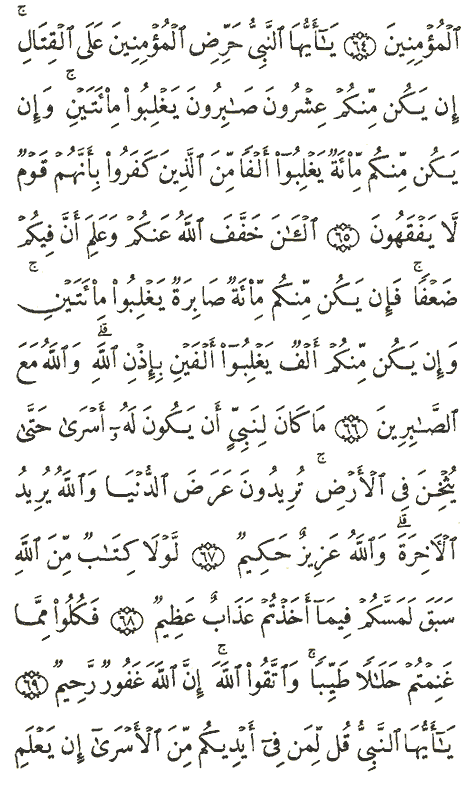 ٱلۡمُؤۡمِنِينَ ٦٤ يَـٰٓأَيُّهَا ٱلنَّبِىُّ حَرِّضِ ٱلۡمُؤۡمِنِينَ عَلَى ٱلۡقِتَالِۚ
إِن يَكُن مِّنكُمۡ عِشۡرُونَ صَـٰبِرُونَ يَغۡلِبُواْ مِاْئَتَيۡنِۚ وَإِن
يَكُن مِّنكُم مِّاْئَةٌ يَغۡلِبُوٓاْ أَلۡفًا مِّنَ ٱلَّذِينَ كَفَرُواْ بِأَنَّهُمۡ قَوۡمٌ
لَّا يَفۡقَهُونَ ٦٥ ٱلۡـَٔـٰنَ خَفَّفَ ٱللَّهُ عَنكُمۡ وَعَلِمَ أَنَّ فِيكُمۡ
ضَعۡفًاۚ فَإِن يَكُن مِّنكُم مِّاْئَةٌ صَابِرَةٌ يَغۡلِبُواْ مِاْئَتَيۡنِۚ
وَإِن يَكُن مِّنكُمۡ أَلۡفٌ يَغۡلِبُوٓاْ أَلۡفَيۡنِ بِإِذۡنِ ٱللَّهِۗ وَٱللَّهُ مَعَ
ٱلصَّـٰبِرِينَ ٦٦ مَا كَانَ لِنَبِىٍّ أَن يَكُونَ لَهُۥٓ أَسۡرَىٰ حَتَّىٰ
يُثۡخِنَ فِى ٱلۡأَرۡضِۚ تُرِيدُونَ عَرَضَ ٱلدُّنۡيَا وَٱللَّهُ يُرِيدُ
ٱلۡأَخِرَةَۗ وَٱللَّهُ عَزِيزٌ حَكِيمٌ ٦٧ لَّوۡلَا كِتَـٰبٌ مِّنَ ٱللَّهِ
سَبَقَ لَمَسَّكُمۡ فِيمَآ أَخَذۡتُمۡ عَذَابٌ عَظِيمٌ ٦٨ فَكُلُواْ مِمَّا
غَنِمۡتُمۡ حَلَـٰلًا طَيِّبًاۚ وَٱتَّقُواْ ٱللَّهَۚ إِنَّ ٱللَّهَ غَفُورٌ رَّحِيمٌ ٦٩
يَـٰٓأَيُّهَا ٱلنَّبِىُّ قُل لِّمَن فِىٓ أَيۡدِيكُم مِّنَ ٱلۡأَسۡرَىٰٓ إِن يَعۡلَمِ